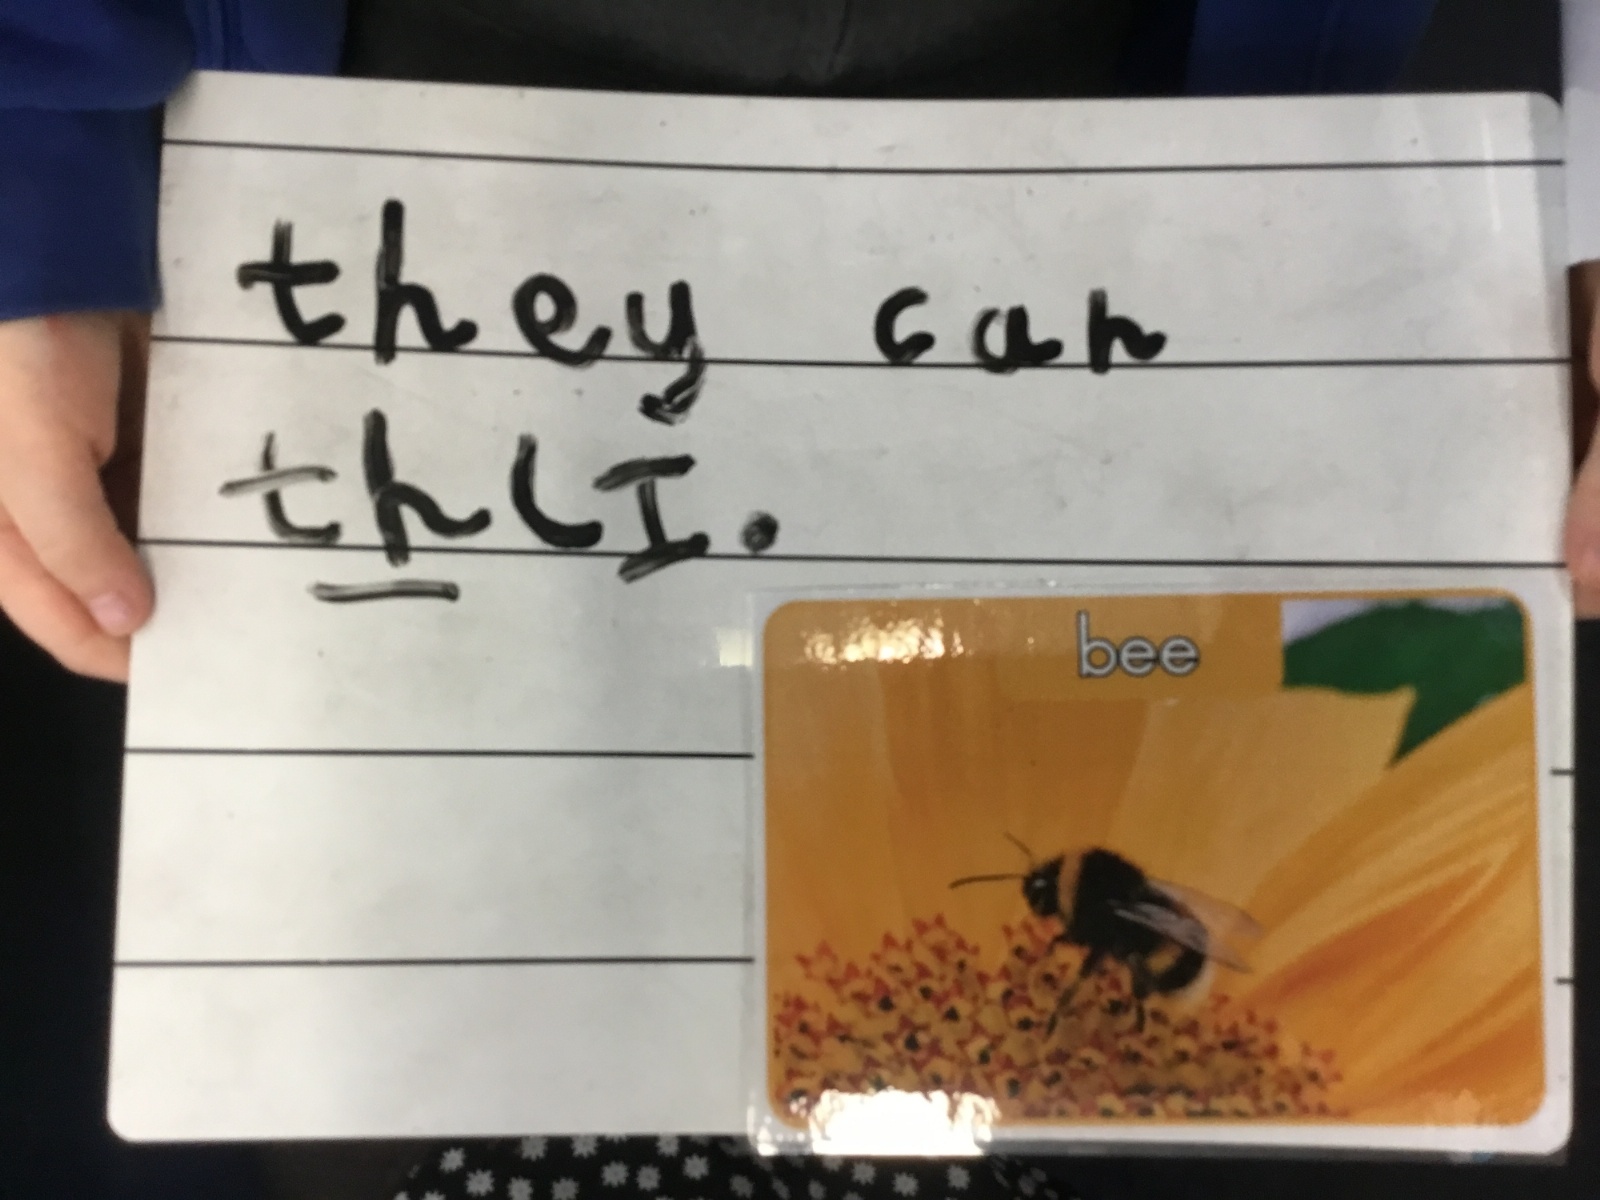 they can
thlI.
bee